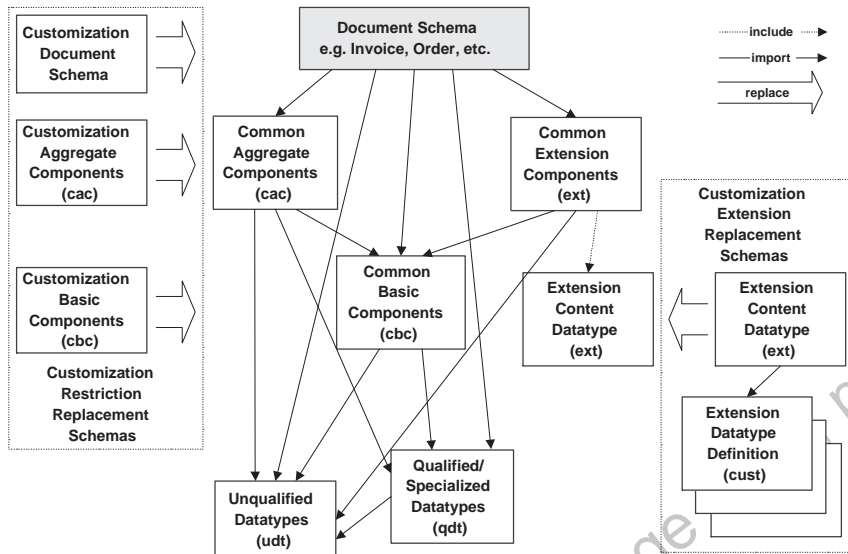 Customization
Document
Schema
Customization
Aggregate
Components
(cac)
Customization
Basic
Components
(cbc)
Customization
Restriction
Replacement
Schemas
Document Schema
e.g. Invoice, Order, etc.
Common
Aggregate
Components
(cac)
Common
Extension
Components
(ext)
Common
Basic
Components
(cbc)
Extension
Content
Datatype
(ext)
Unqualified
Datatypes
(udt)
Qualified/
Specialized
Datatypes
(qdt)
include
import
replace
Customization
Extension
Replacement
Schemas
Extension
Content
Datatype
(ext)
Extension
Datatype
Definition
(cust)